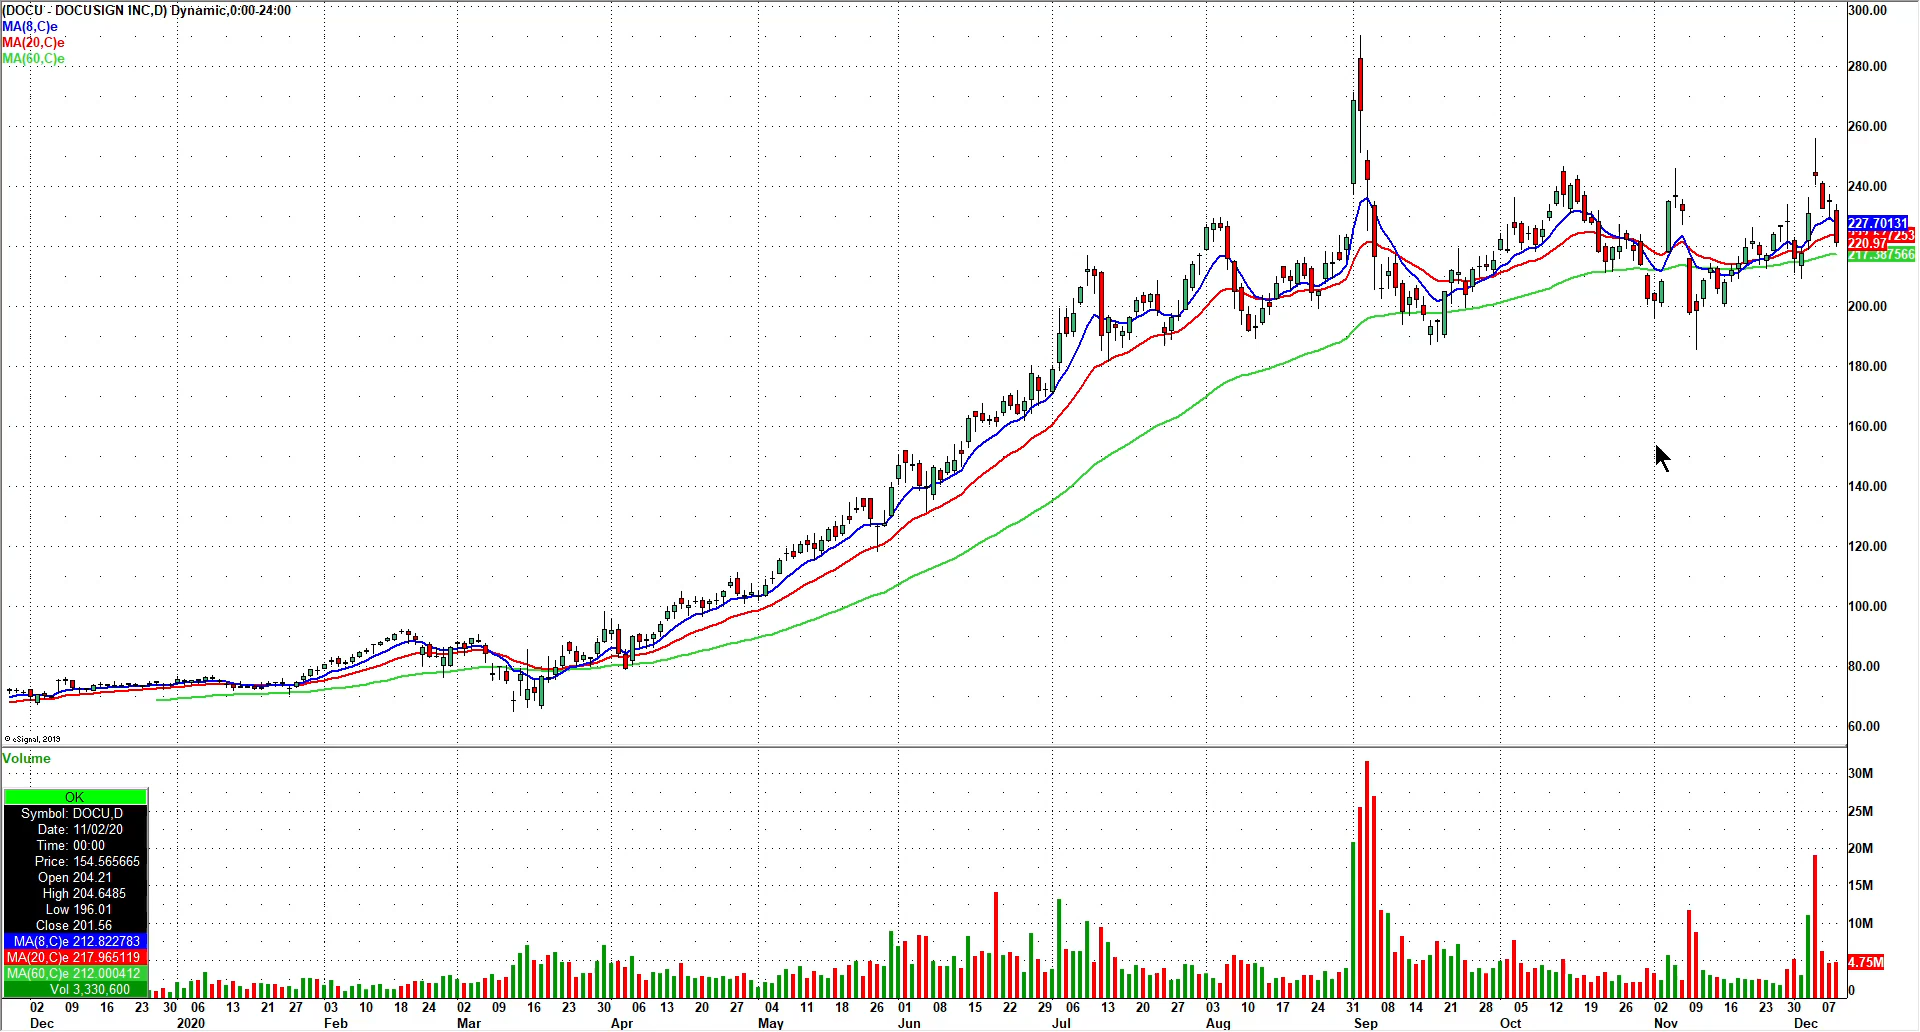 (DOCU - DOCUSIGN INC,D) Dynamic,0:00-24:00
MA(8,C)e
MA(20,C)e
MA(60,C)e
300.00
280.00
260.00
240.00
227.70131
220.97
217.387566
200.00
180.00
160.00
140.00
120.00
100.00
80.00
60.00
© eSignal, 2019
Volume
30M
25M
20M
15M
10M
4.75M
0
OK
Symbol: DOCU,D
Date: 11/02/20
Time: 00:00
Price: 154.565665
Open 204.21
High 204.6485
Low 196.01
Close 201.56
MA(8,C)e 212.822783
MA(20,C)e 217.965119
MA(60,C)e 212.000412
Vol 3,330,600
02 09 16 23 30 06 13 21 27 03 10 18 24 02 09 16 23 30 06 13 20 27 04 11 18 26 01 08 15 22 29 06 13 20 27 03 10 17 24 31 08 14 21 28 05 12 19 26 02 09 16 23 30 07
Dec 2020 Feb Mar Apr May Jun Jul Aug Sep Oct Nov Dec